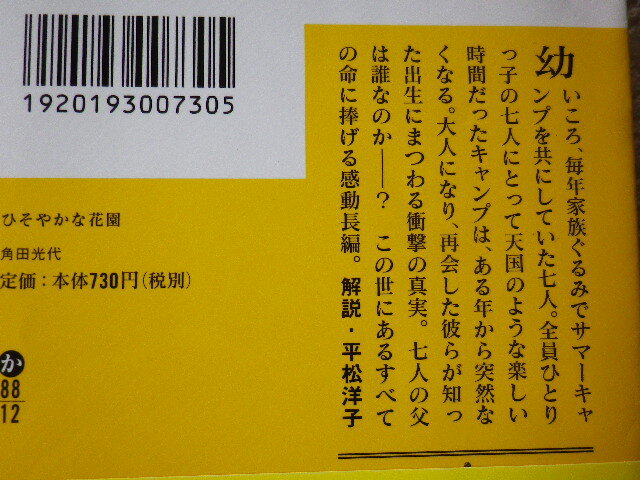 1920193007305
ひそやかな花園
角田光代
定価：本体730円（税別）
か
88
12
幼いころ、毎年家族ぐるみでサマーキャ
ンプを共にしていた七人。全員ひとり
っ子の七人にとって天国のような楽しい
時間だったキャンプは、ある年から突然な
くなる。大人になり、再会した彼らが知っ
た出生にまつわる衝撃の真実。七人の父
は誰なのか――？　この世にあるすべて
の命に捧げる感動長編。解説・平松洋子